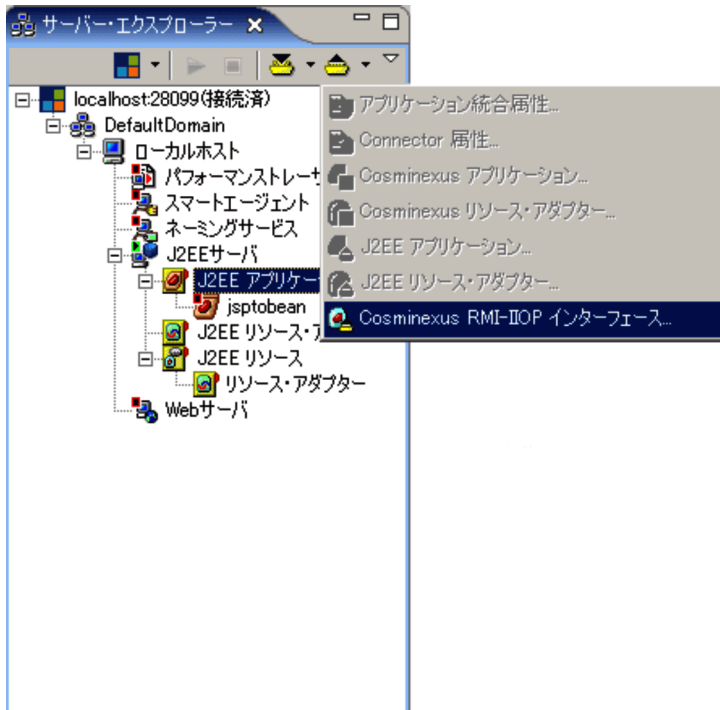 サーバー・エクスプローラー
localhost:28099(接続済)
DefaultDomain
ローカルホスト
パフォーマンストレーサ
スマートエージェント
ネーミングサービス
J2EEサーバ
J2EE アプリケー
jsptobean
J2EE リソース・ア
J2EE リソース
リソース・アダプター
Webサーバ
アプリケーション統合属性...
Connector 属性...
Cosminexus アプリケーション...
Cosminexus リソース・アダプター...
J2EE アプリケーション...
J2EE リソース・アダプター...
Cosminexus RMI-IIOP インターフェース...